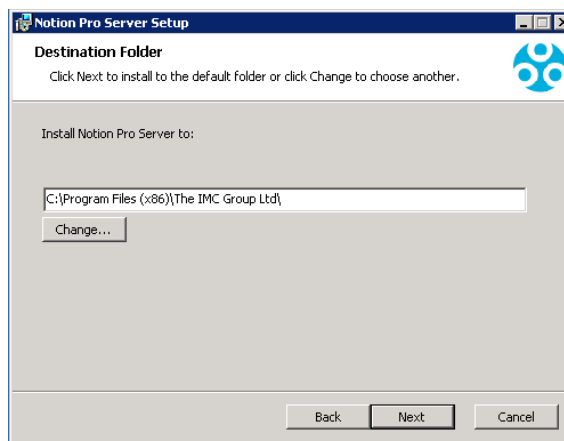 Notion Pro Server Setup
Destination Folder
Click Next to install to the default folder or click Change to choose another.
Install Notion Pro Server to:
C:\Program Files (x86)\The IMC Group Ltd\
Change...
Back Next Cancel